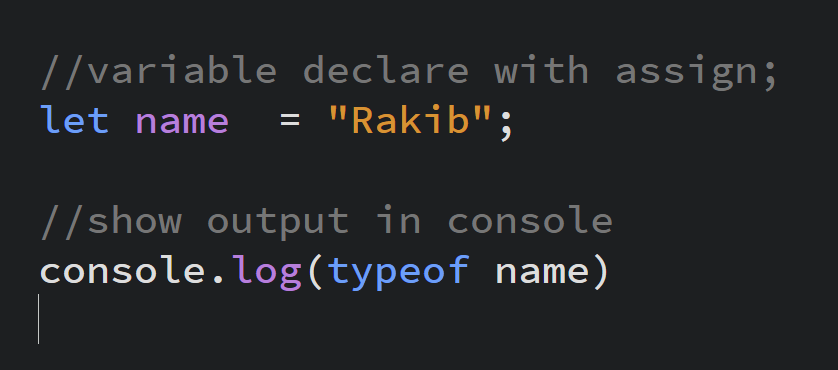 //variable declare with assign;
let name  = "Rakib";
//show output in console
console.log(typeof name)